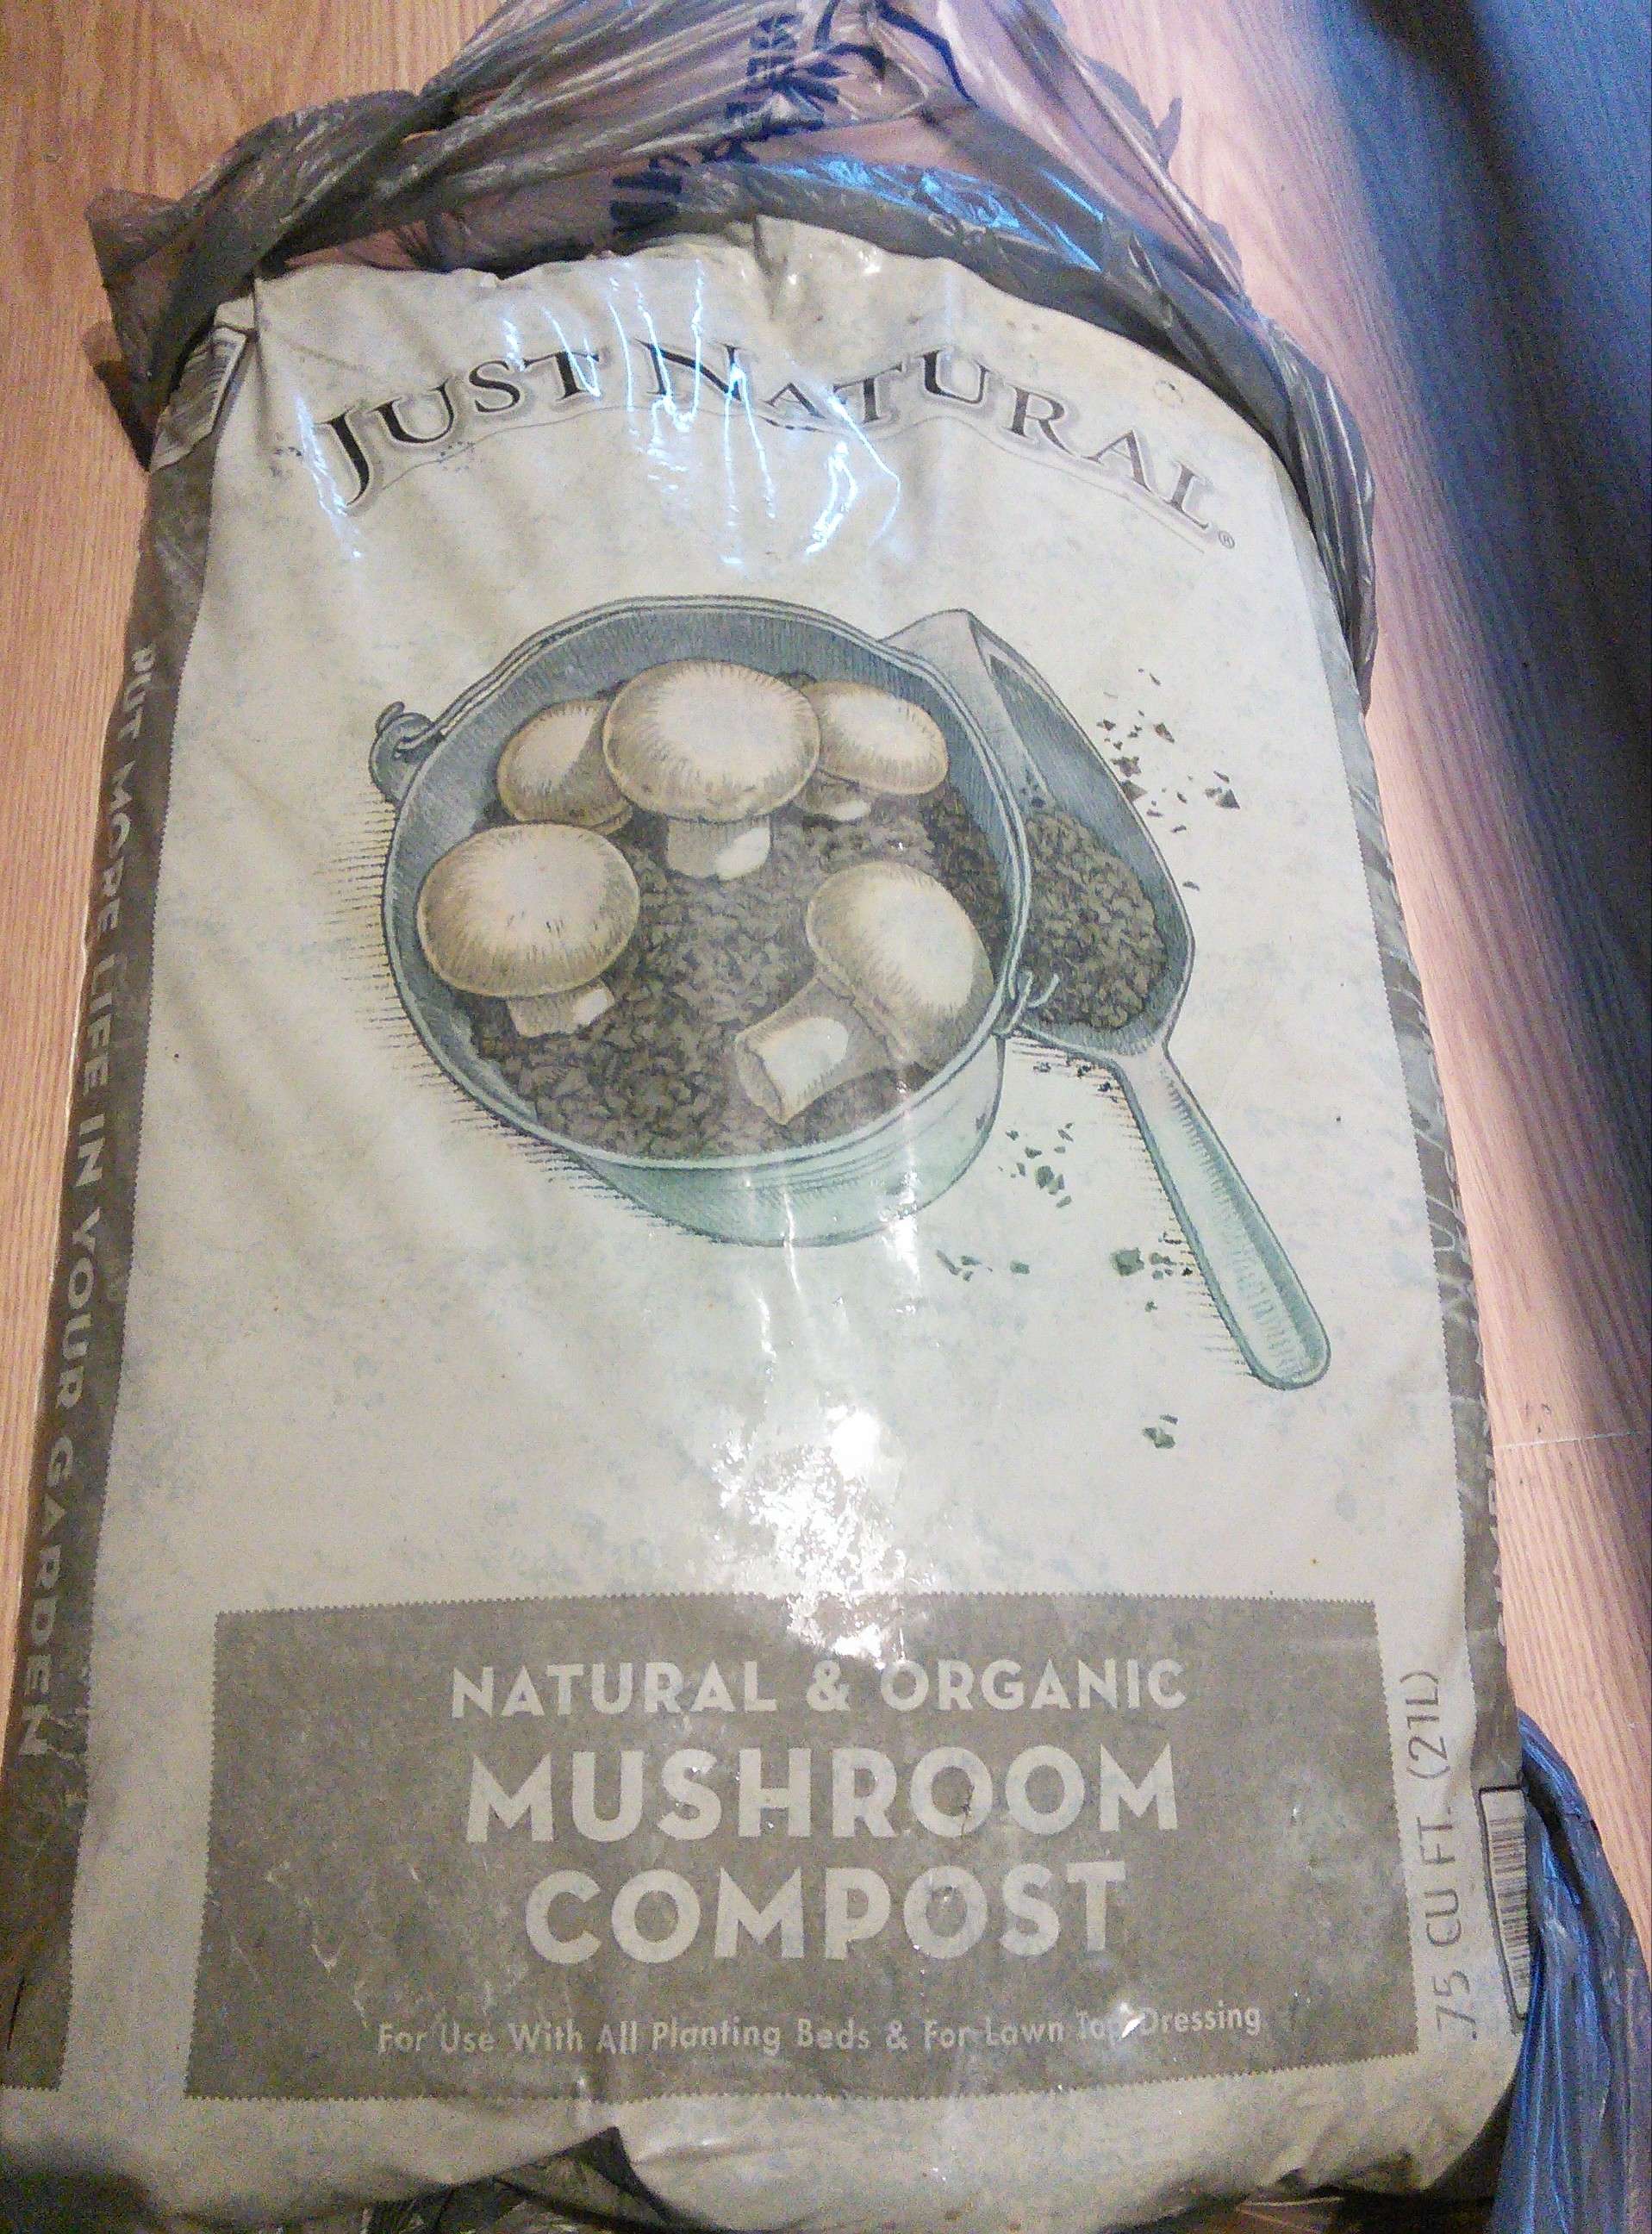 JUST NATURAL®
PUT MORE LIFE IN YOUR GARDEN
NATURAL & ORGANIC
MUSHROOM
COMPOST
For Use With All Planting Beds & For Lawn Top Dressing
.75 CU FT. (21L)